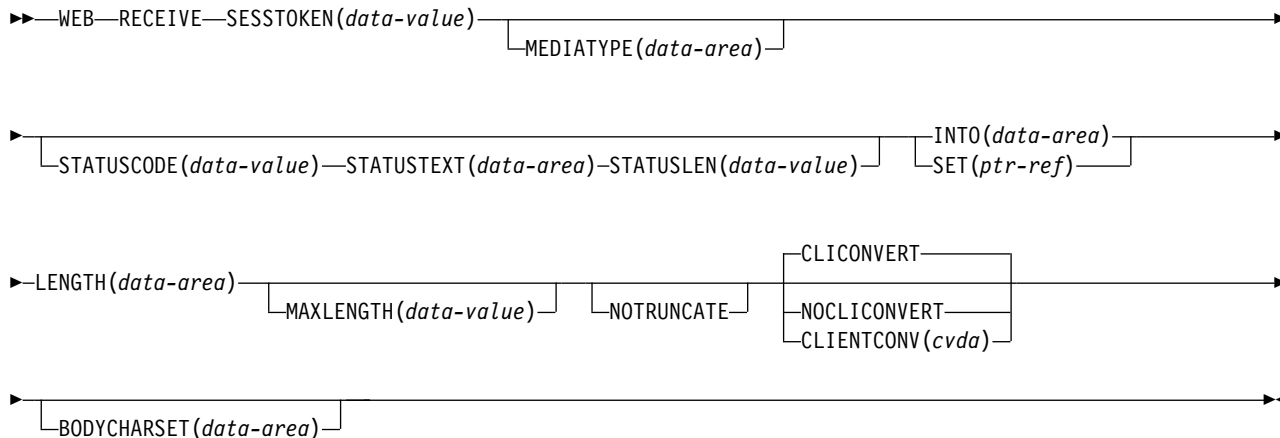 WEB RECEIVE SESSTOKEN(data-value)
MEDIATYPE(data-area)
STATUSCODE(data-value) STATUSTEXT(data-area) STATUSLEN(data-value)
INTO(data-area)
SET(ptr-ref)
LENGTH(data-area)
MAXLENGTH(data-value)
NOTRUNCATE
CLICONVERT
NOCLICONVERT
CLIENTCONV(cvda)
BODYCHARSET(data-area)